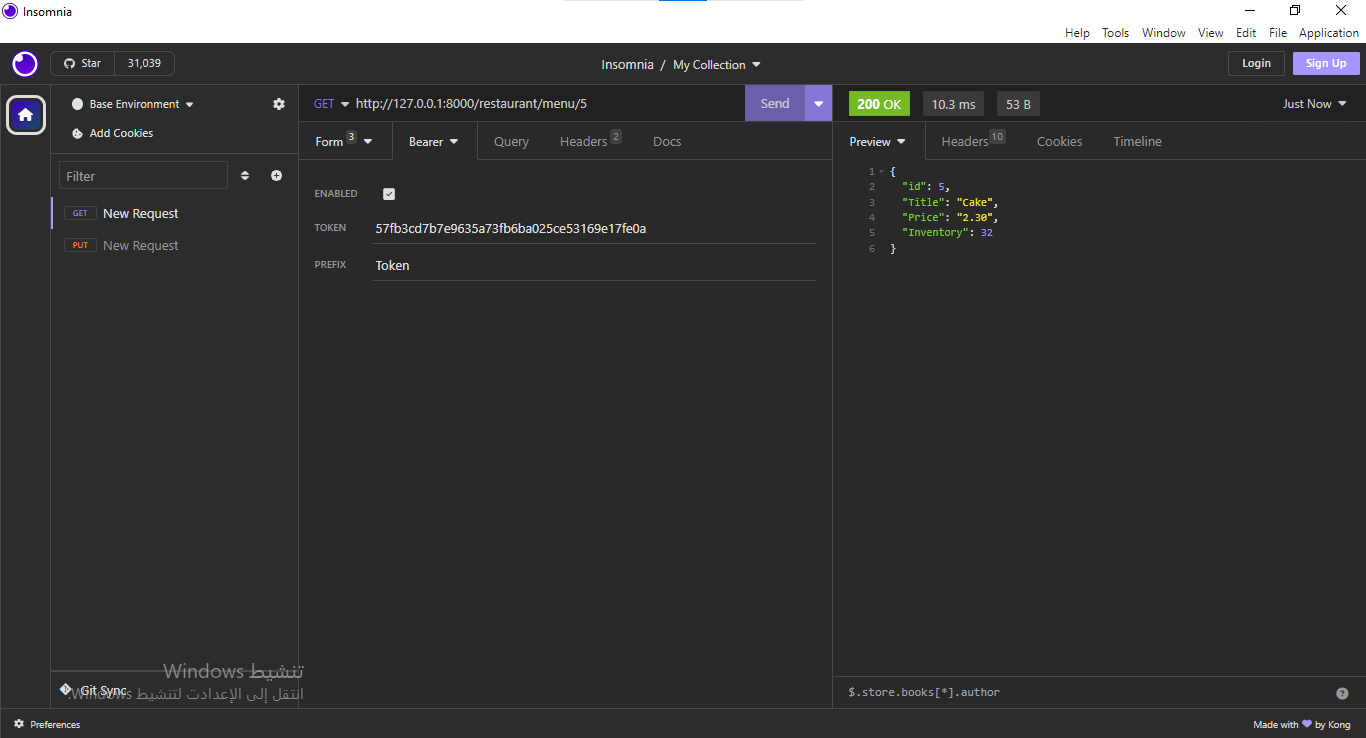 Insomnia
Help Tools Window View Edit File Application
Star 31,039
Insomnia / My Collection
Login Sign Up
Base Environment
Add Cookies
Filter
GET New Request
PUT New Request
GET http://127.0.0.1:8000/restaurant/menu/5 Send
Form 3 Bearer Query Headers 2 Docs
ENABLED
TOKEN 57fb3cd7b7e9635a73fb6ba025ce53169e17fe0a
PREFIX Token
200 OK 10.3 ms 53 B Just Now
Preview Headers 10 Cookies Timeline
1 {
2 "id": 5,
3 "Title": "Cake",
4 "Price": "2.30",
5 "Inventory": 32
6 }
$.store.books[*].author
تنشيط Windows
انتقل إلى الإعدادت لتنشيط Windows.
Git Sync
Preferences
Made with by Kong